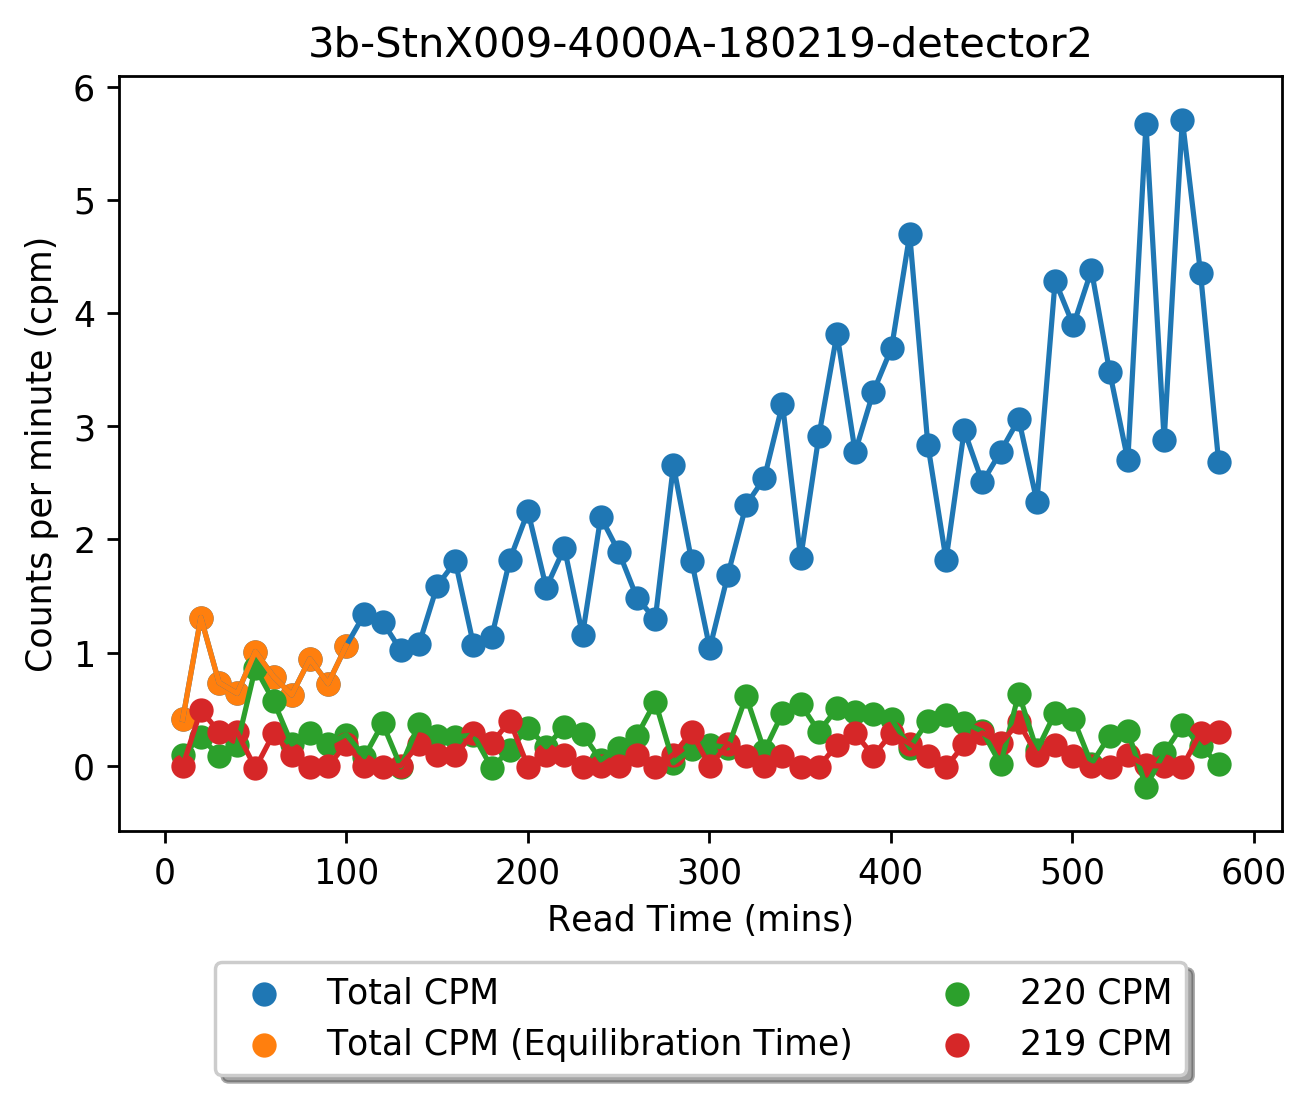 3b-StnX009-4000A-180219-detector2
6
5
4
3
2
1
0
Counts per minute (cpm)
0 100 200 300 400 500 600
Read Time (mins)
Total CPM
Total CPM (Equilibration Time)
220 CPM
219 CPM